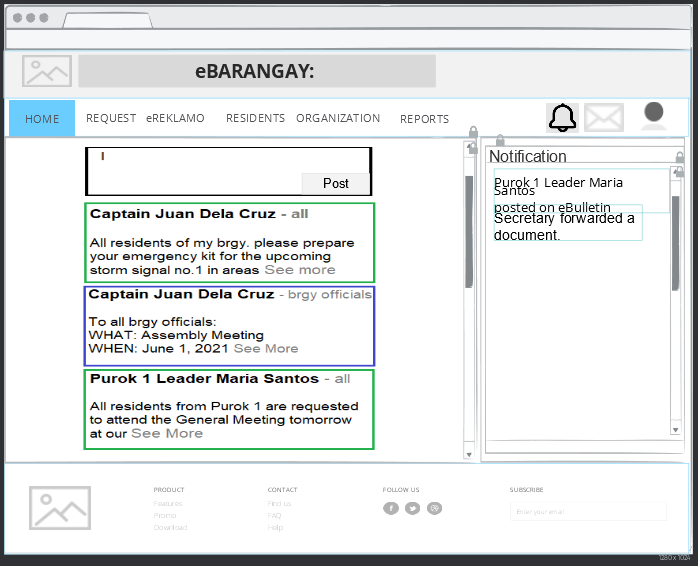 eBARANGAY:
HOME
REQUEST
eREKLAMO
RESIDENTS
ORGANIZATION
REPORTS
I
Post
Captain Juan Dela Cruz - all
All residents of my brgy. please prepare
your emergency kit for the upcoming
storm signal no.1 in areas See more
Captain Juan Dela Cruz - brgy officials
To all brgy officials:
WHAT: Assembly Meeting
WHEN: June 1, 2021 See More
Purok 1 Leader Maria Santos - all
All residents from Purok 1 are requested
to attend the General Meeting tomorrow
at our See More
Notification
Purok 1 Leader Maria
Santos
posted on eBulletin
Secretary forwarded a
document.
PRODUCT
Features
Promo
Download
CONTACT
Find us
FAQ
Help
FOLLOW US
SUBSCRIBE
Enter your email
1280 x 1024